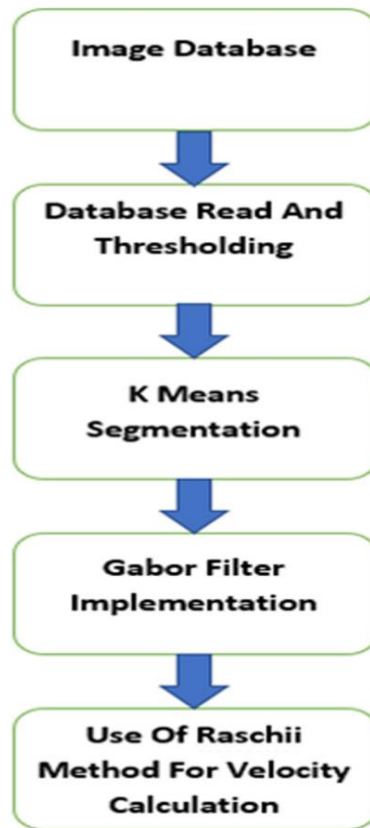 Image Database
Database Read And
Thresholding
K Means
Segmentation
Gabor Filter
Implementation
Use Of Raschii
Method For Velocity
Calculation